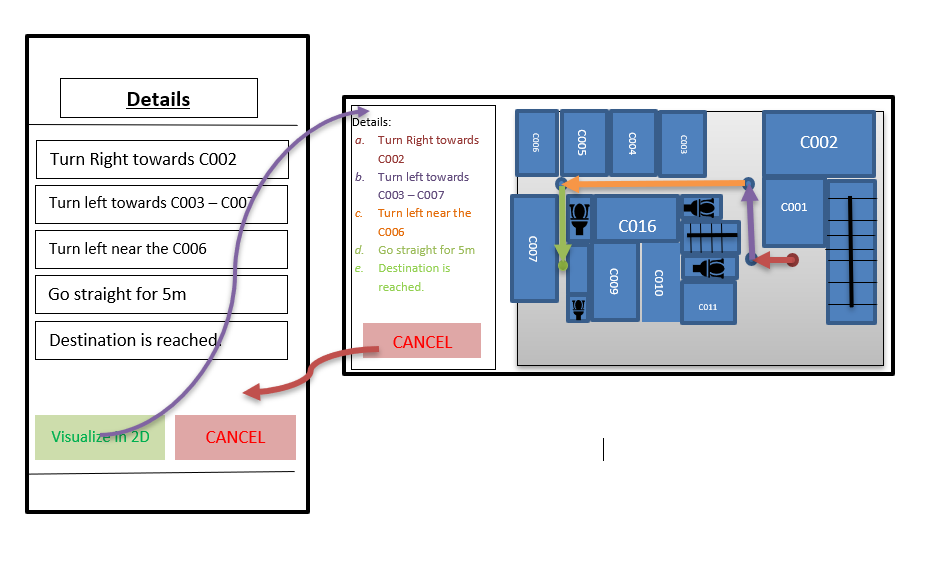 Details
Turn Right towards C002
Turn left towards C003 – C007
Turn left near the C006
Go straight for 5m
Destination is reached.
Visualize in 2D
CANCEL
Details:
a. Turn Right towards
C002
b. Turn left towards
C003 – C007
c. Turn left near the
C006
d. Go straight for 5m
e. Destination is
reached.
CANCEL
C006
C005
C004
C003
C002
C001
C007
C016
C009
C010
C011